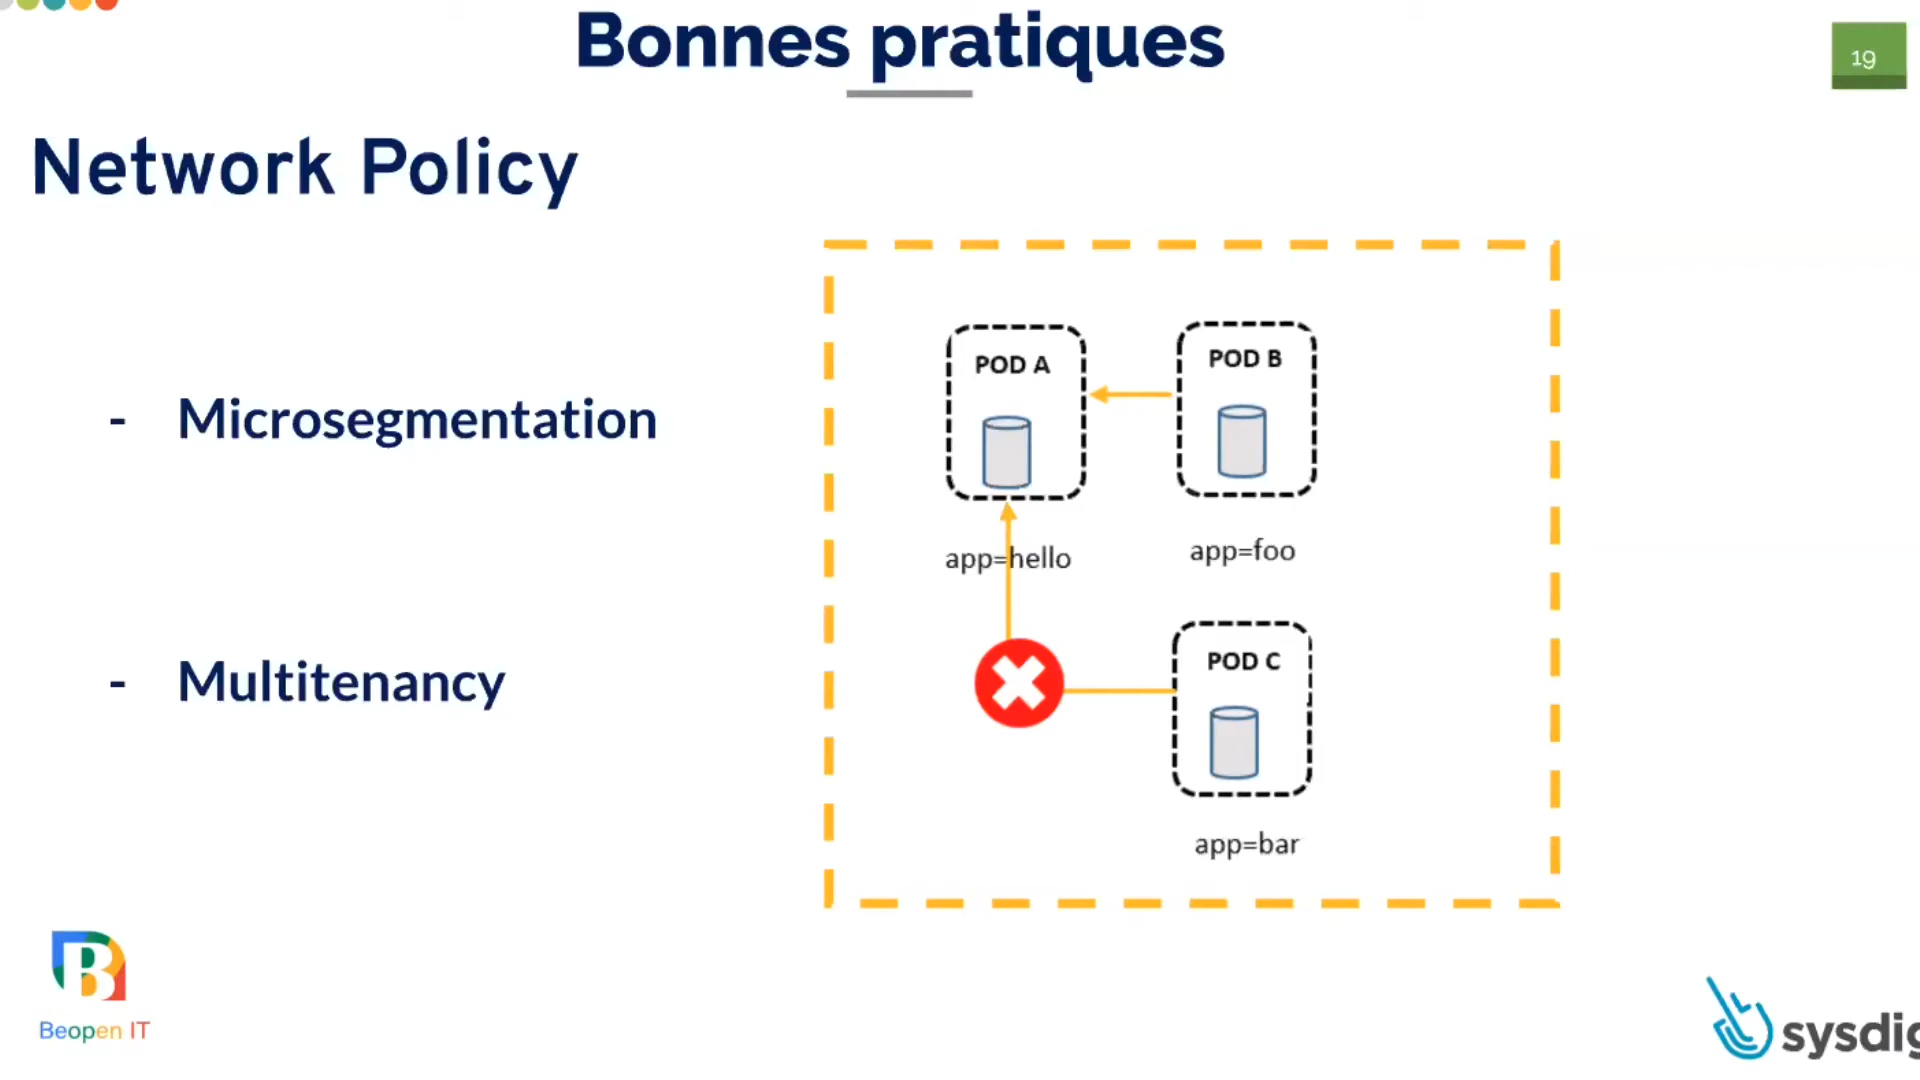 Bonnes pratiques
19
Network Policy
- Microsegmentation
- Multitenancy
POD A
POD B
app=hello
app=foo
POD C
app=bar
Beopen IT
sysdig